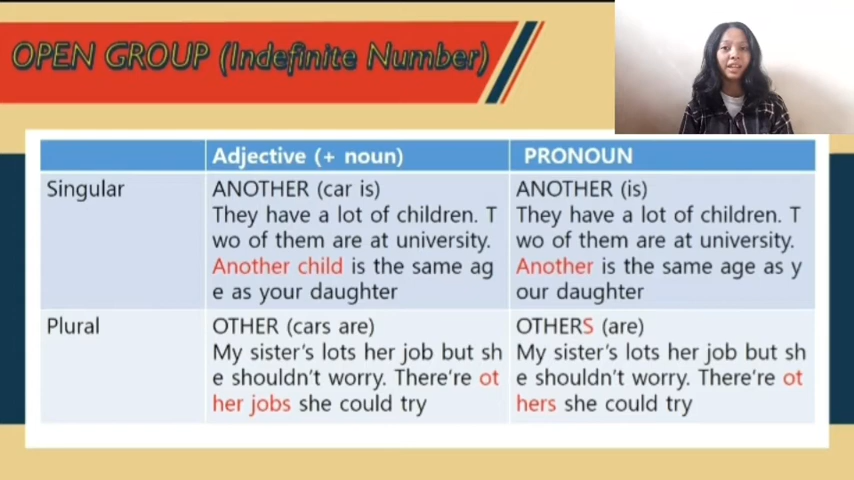 OPEN GROUP (Indefinite Number)
Adjective (+ noun)
PRONOUN
Singular
ANOTHER (car is)
They have a lot of children. T
wo of them are at university.
Another child is the same ag
e as your daughter
ANOTHER (is)
They have a lot of children. T
wo of them are at university.
Another is the same age as y
our daughter
Plural
OTHER (cars are)
My sister's lots her job but sh
e shouldn't worry. There're ot
her jobs she could try
OTHERS (are)
My sister's lots her job but sh
e shouldn't worry. There're ot
hers she could try